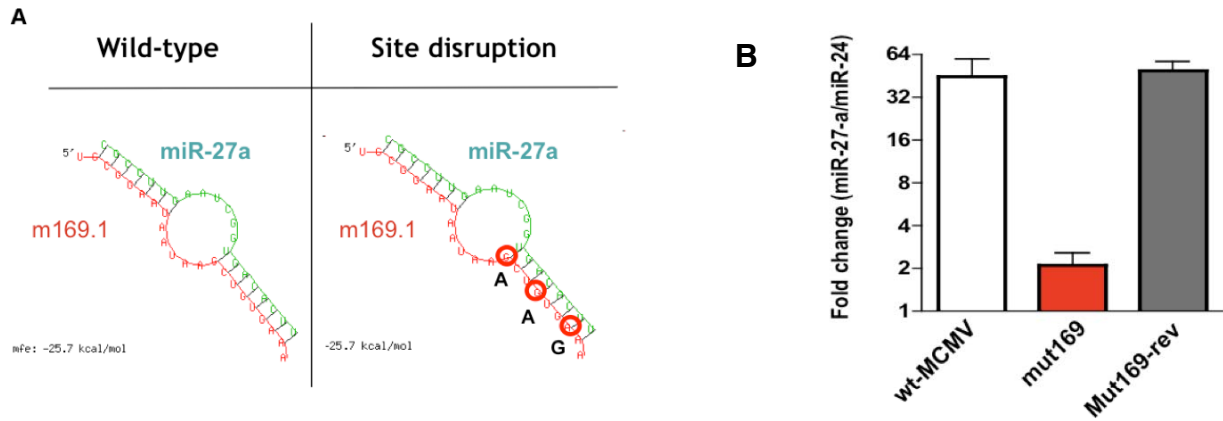 A
Wild-type
Site disruption
5'
miR-27a
m169.1
mfe: -25.7 kcal/mol
5'
miR-27a
m169.1
A
A
G
-25.7 kcal/mol
B
Fold change (miR-27-a/miR-24)
64
32
16
8
4
2
1
wt-MCMV
mut169
Mut169-rev